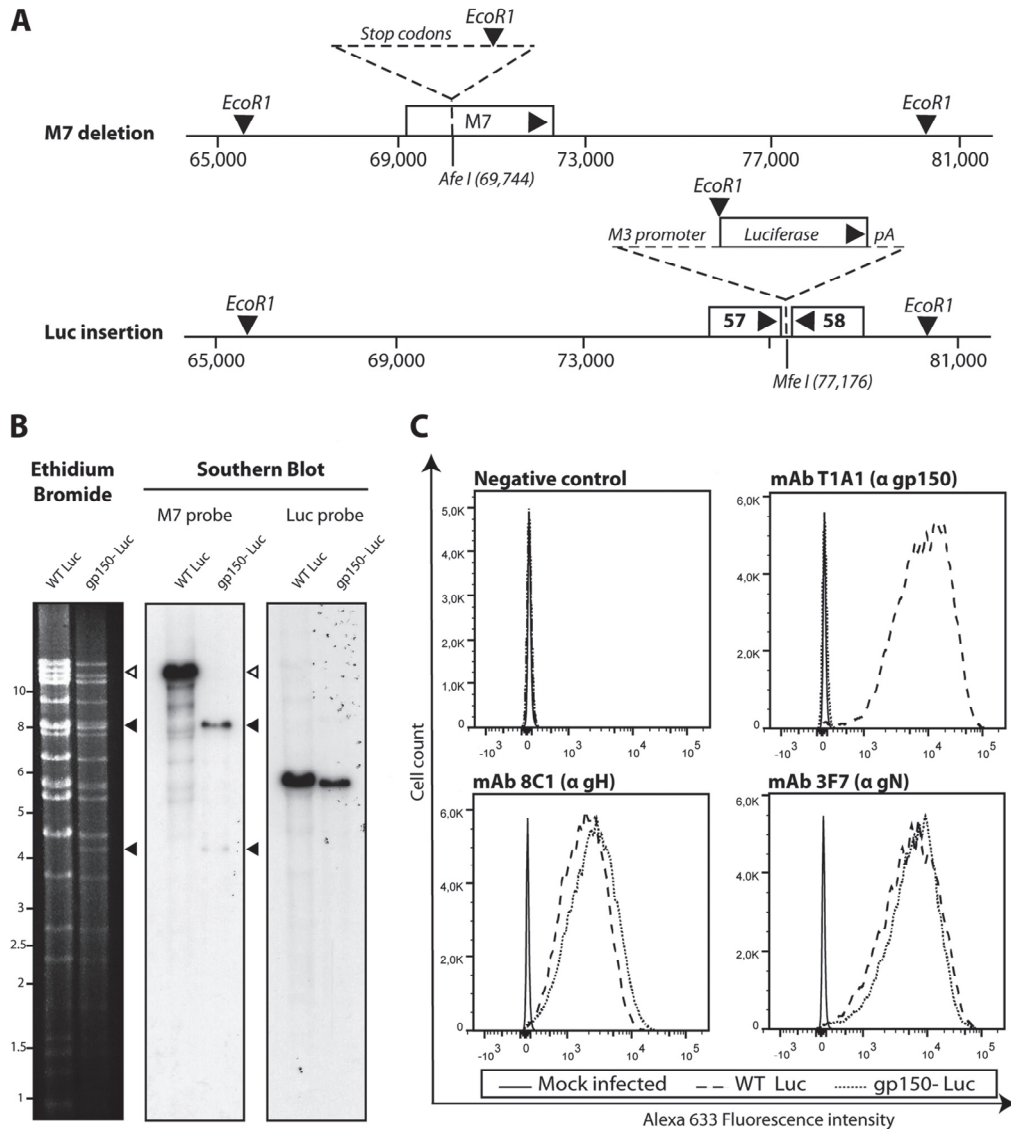 A
Stop codons
EcoR1
EcoR1
M7
EcoR1
M7 deletion
65,000 69,000 73,000 77,000 81,000
Afe I (69,744)
EcoR1
M3 promoter Luciferase pA
EcoR1
57 58
EcoR1
Luc insertion
65,000 69,000 73,000 81,000
Mfe I (77,176)
B
Ethidium
Bromide
Southern Blot
M7 probe
Luc probe
WT Luc
gp150- Luc
WT Luc
gp150- Luc
WT Luc
gp150- Luc
10
8
6
5
4
3
2.5
2
1.5
1
C
Negative control
5,0K
4,0K
3,0K
2,0K
1,0K
0
-10³ 0 10³ 10⁴ 10⁵
mAb T1A1 (α gp150)
6,0K
4,0K
2,0K
0
-10³ 0 10³ 10⁴ 10⁵
mAb 8C1 (α gH)
6,0K
4,0K
2,0K
0
-10³ 0 10³ 10⁴ 10⁵
mAb 3F7 (α gN)
6,0K
4,0K
2,0K
0
-10³ 0 10³ 10⁴ 10⁵
Cell count
Mock infected WT Luc gp150- Luc
Alexa 633 Fluorescence intensity